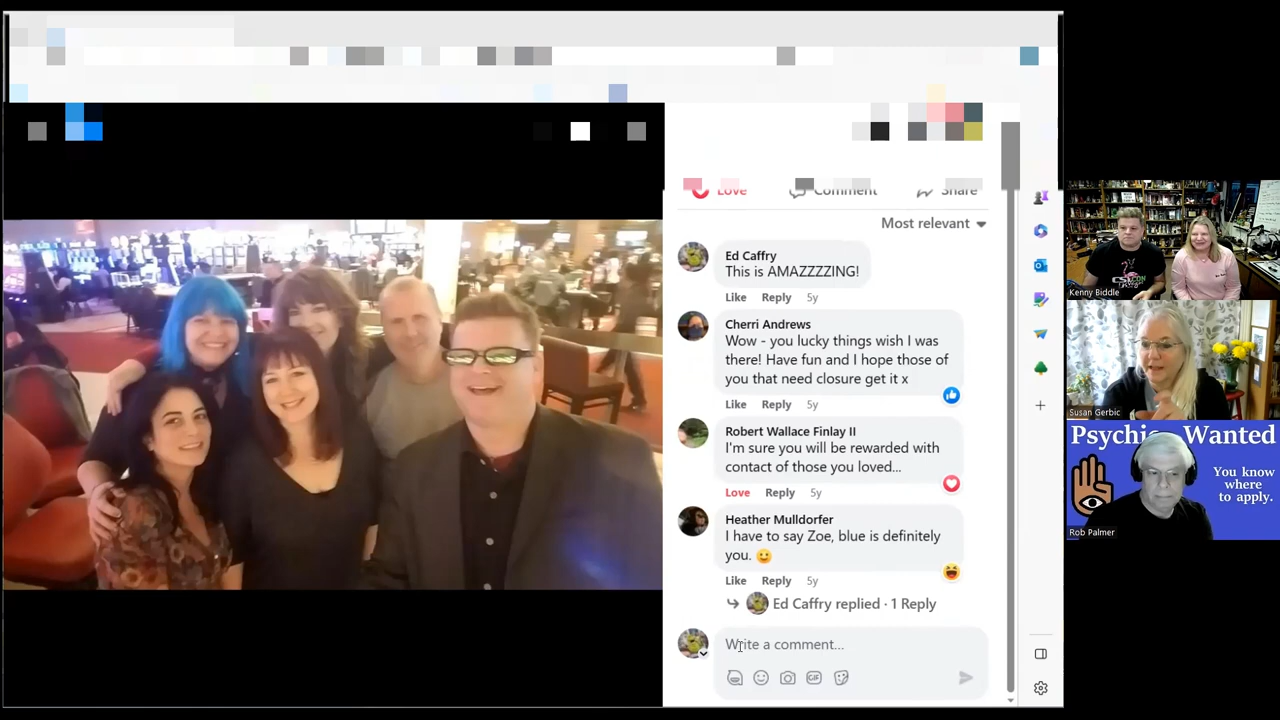 Love
Comment
Share
Most relevant
Ed Caffry
This is AMAZZZZING!
Like Reply 5y
Cherri Andrews
Wow - you lucky things wish I was
there! Have fun and I hope those of
you that need closure get it x
Like Reply 5y
Robert Wallace Finlay II
I'm sure you will be rewarded with
contact of those you loved...
Love Reply 5y
Heather Mulldorfer
I have to say Zoe, blue is definitely
you. 🙂
Like Reply 5y
Ed Caffry replied · 1 Reply
Write a comment...
GIF
Kenny Biddle
Susan Gerbic
Wanted
You know
where
to apply.
Rob Palmer